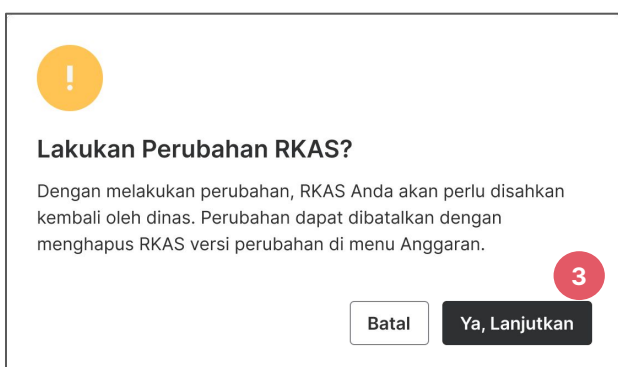 !
Lakukan Perubahan RKAS?
Dengan melakukan perubahan, RKAS Anda akan perlu disahkan
kembali oleh dinas. Perubahan dapat dibatalkan dengan
menghapus RKAS versi perubahan di menu Anggaran.
3
Batal
Ya, Lanjutkan